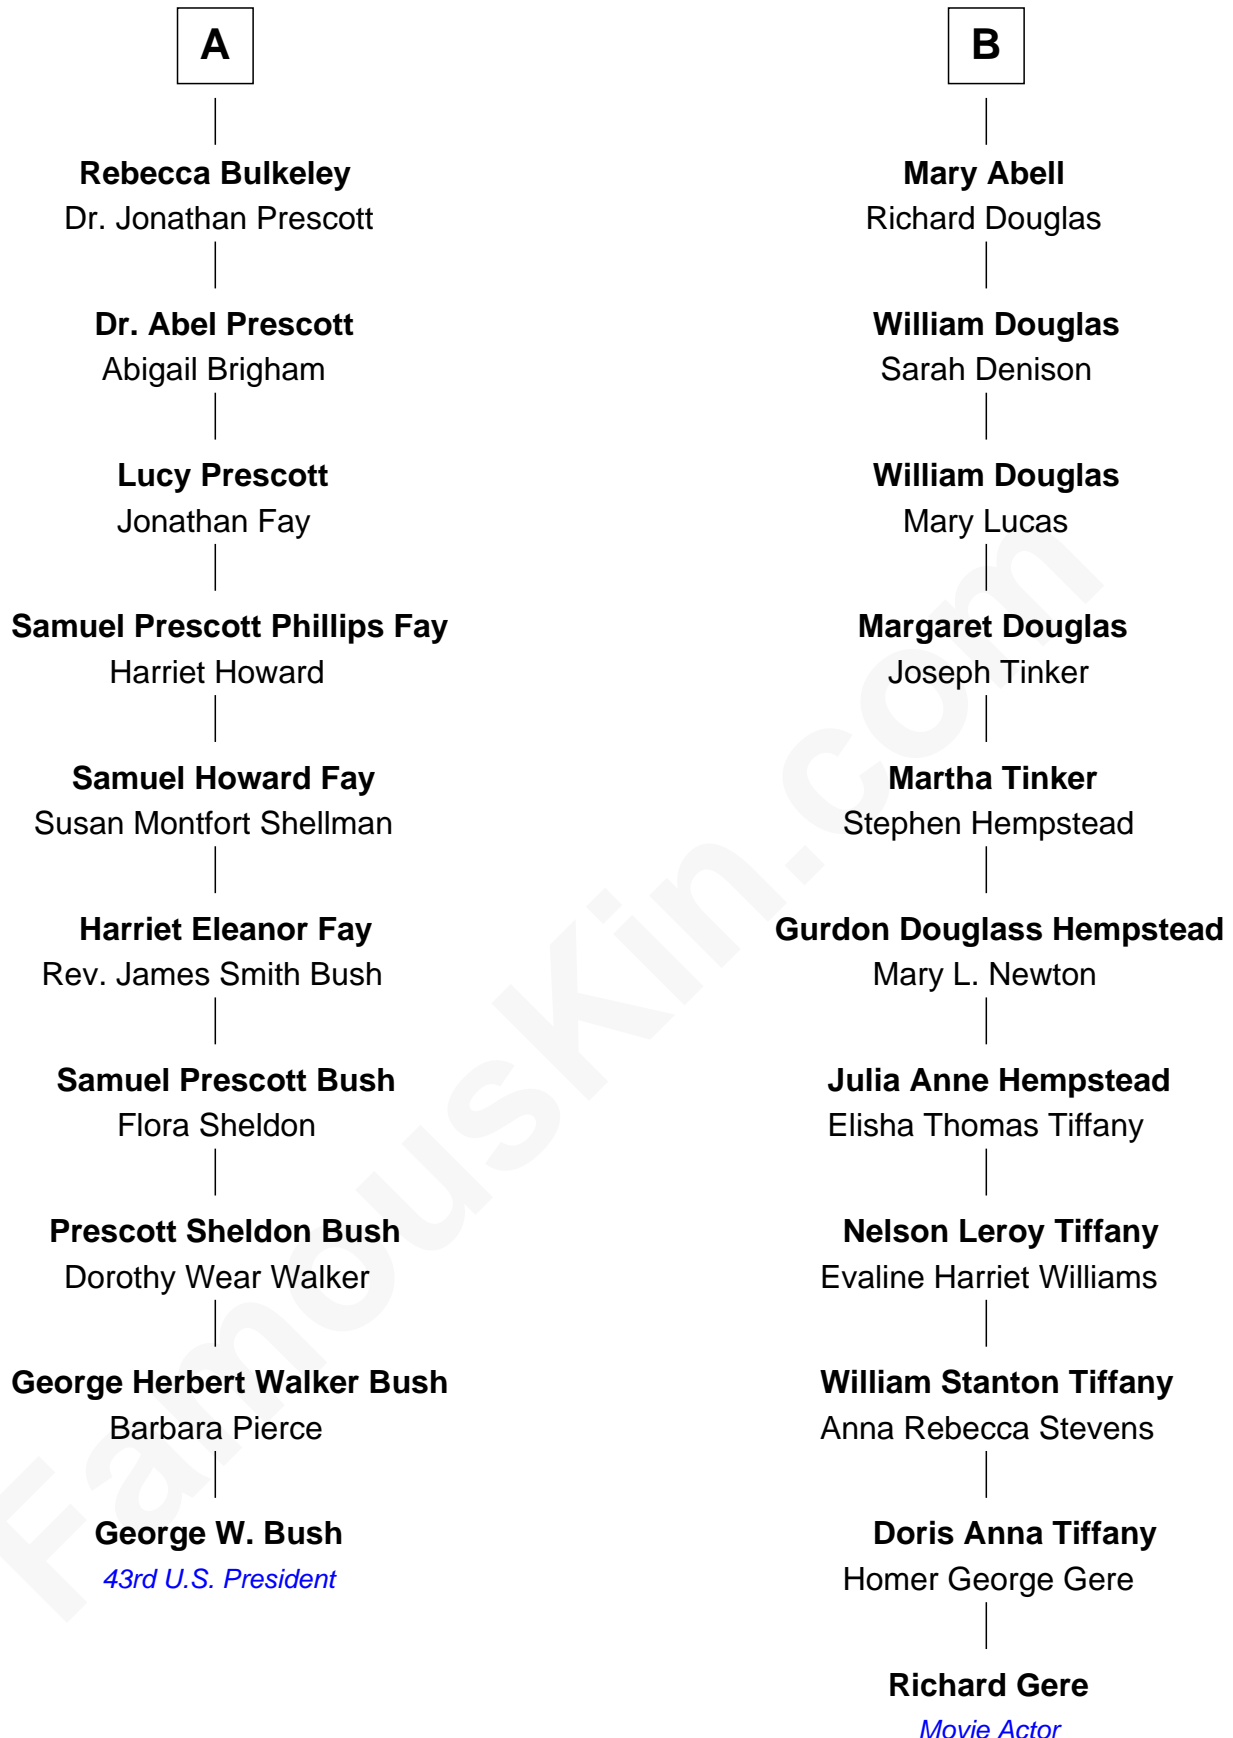 A
Rebecca Bulkeley
Dr. Jonathan Prescott
Dr. Abel Prescott
Abigail Brigham
Lucy Prescott
Jonathan Fay
Samuel Prescott Phillips Fay
Harriet Howard
Samuel Howard Fay
Susan Montfort Shellman
Harriet Eleanor Fay
Rev. James Smith Bush
Samuel Prescott Bush
Flora Sheldon
Prescott Sheldon Bush
Dorothy Wear Walker
George Herbert Walker Bush
Barbara Pierce
George W. Bush
43rd U.S. President
B
Mary Abell
Richard Douglas
William Douglas
Sarah Denison
William Douglas
Mary Lucas
Margaret Douglas
Joseph Tinker
Martha Tinker
Stephen Hempstead
Gurdon Douglass Hempstead
Mary L. Newton
Julia Anne Hempstead
Elisha Thomas Tiffany
Nelson Leroy Tiffany
Evaline Harriet Williams
William Stanton Tiffany
Anna Rebecca Stevens
Doris Anna Tiffany
Homer George Gere
Richard Gere
Movie Actor
FamousKin.com